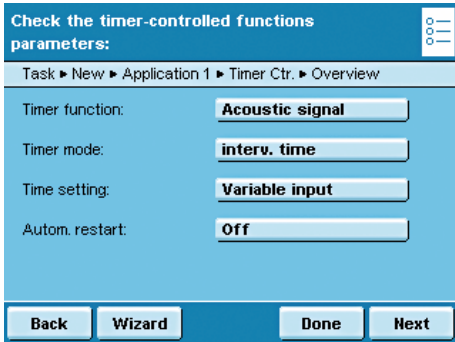 Check the timer-controlled functions
parameters:
Task ▸ New ▸ Application 1 ▸ Timer Ctr. ▸ Overview
Timer function: Acoustic signal
Timer mode: interv. time
Time setting: Variable input
Autom. restart: Off
Back Wizard Done Next